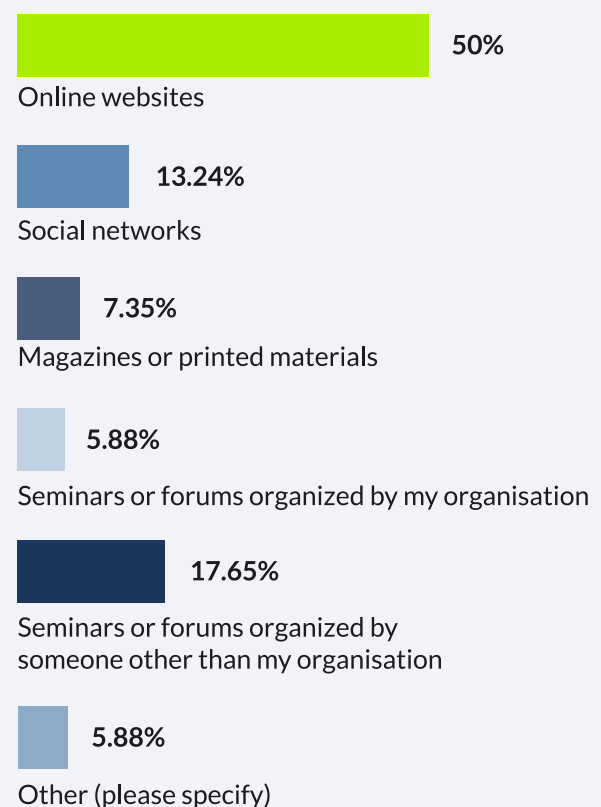 50%
Online websites
13.24%
Social networks
7.35%
Magazines or printed materials
5.88%
Seminars or forums organized by my organisation
17.65%
Seminars or forums organized by
someone other than my organisation
5.88%
Other (please specify)